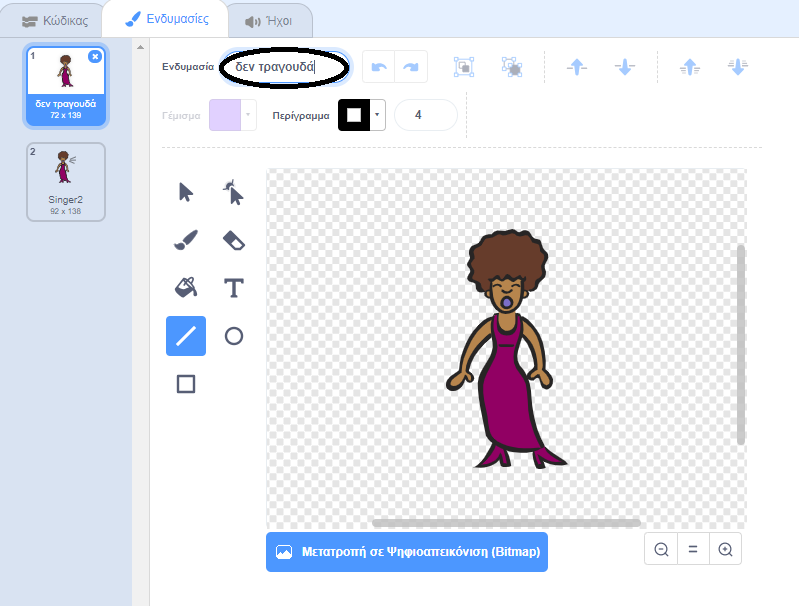 Κώδικας
Ενδυμασίες
Ήχοι
1
δεν τραγουδά
72 x 139
2
Singer2
92 x 138
Ενδυμασία
δεν τραγουδά
Γέμισμα
Περίγραμμα
4
T
Μετατροπή σε Ψηφιοαπεικόνιση (Bitmap)